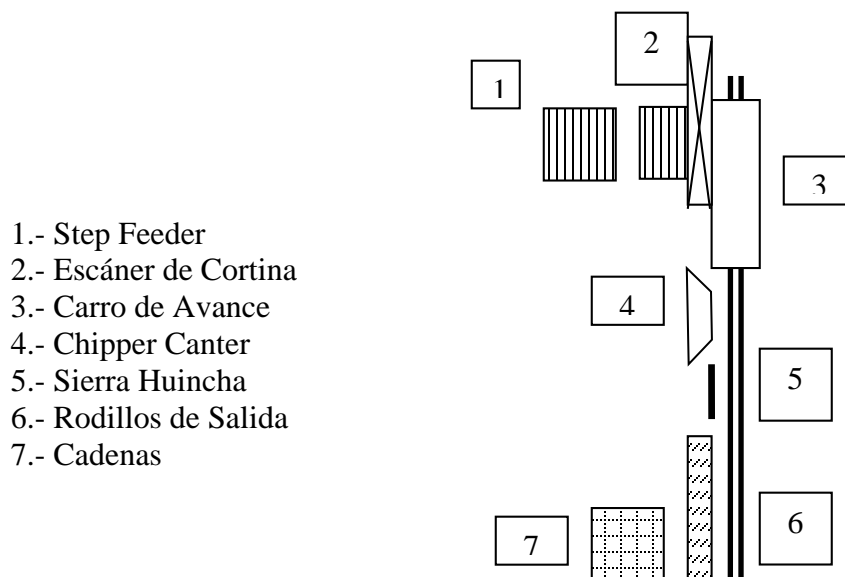 2
1
3
1.- Step Feeder
2.- Escáner de Cortina
3.- Carro de Avance
4.- Chipper Canter
5.- Sierra Huincha
6.- Rodillos de Salida
7.- Cadenas
4
5
6
7